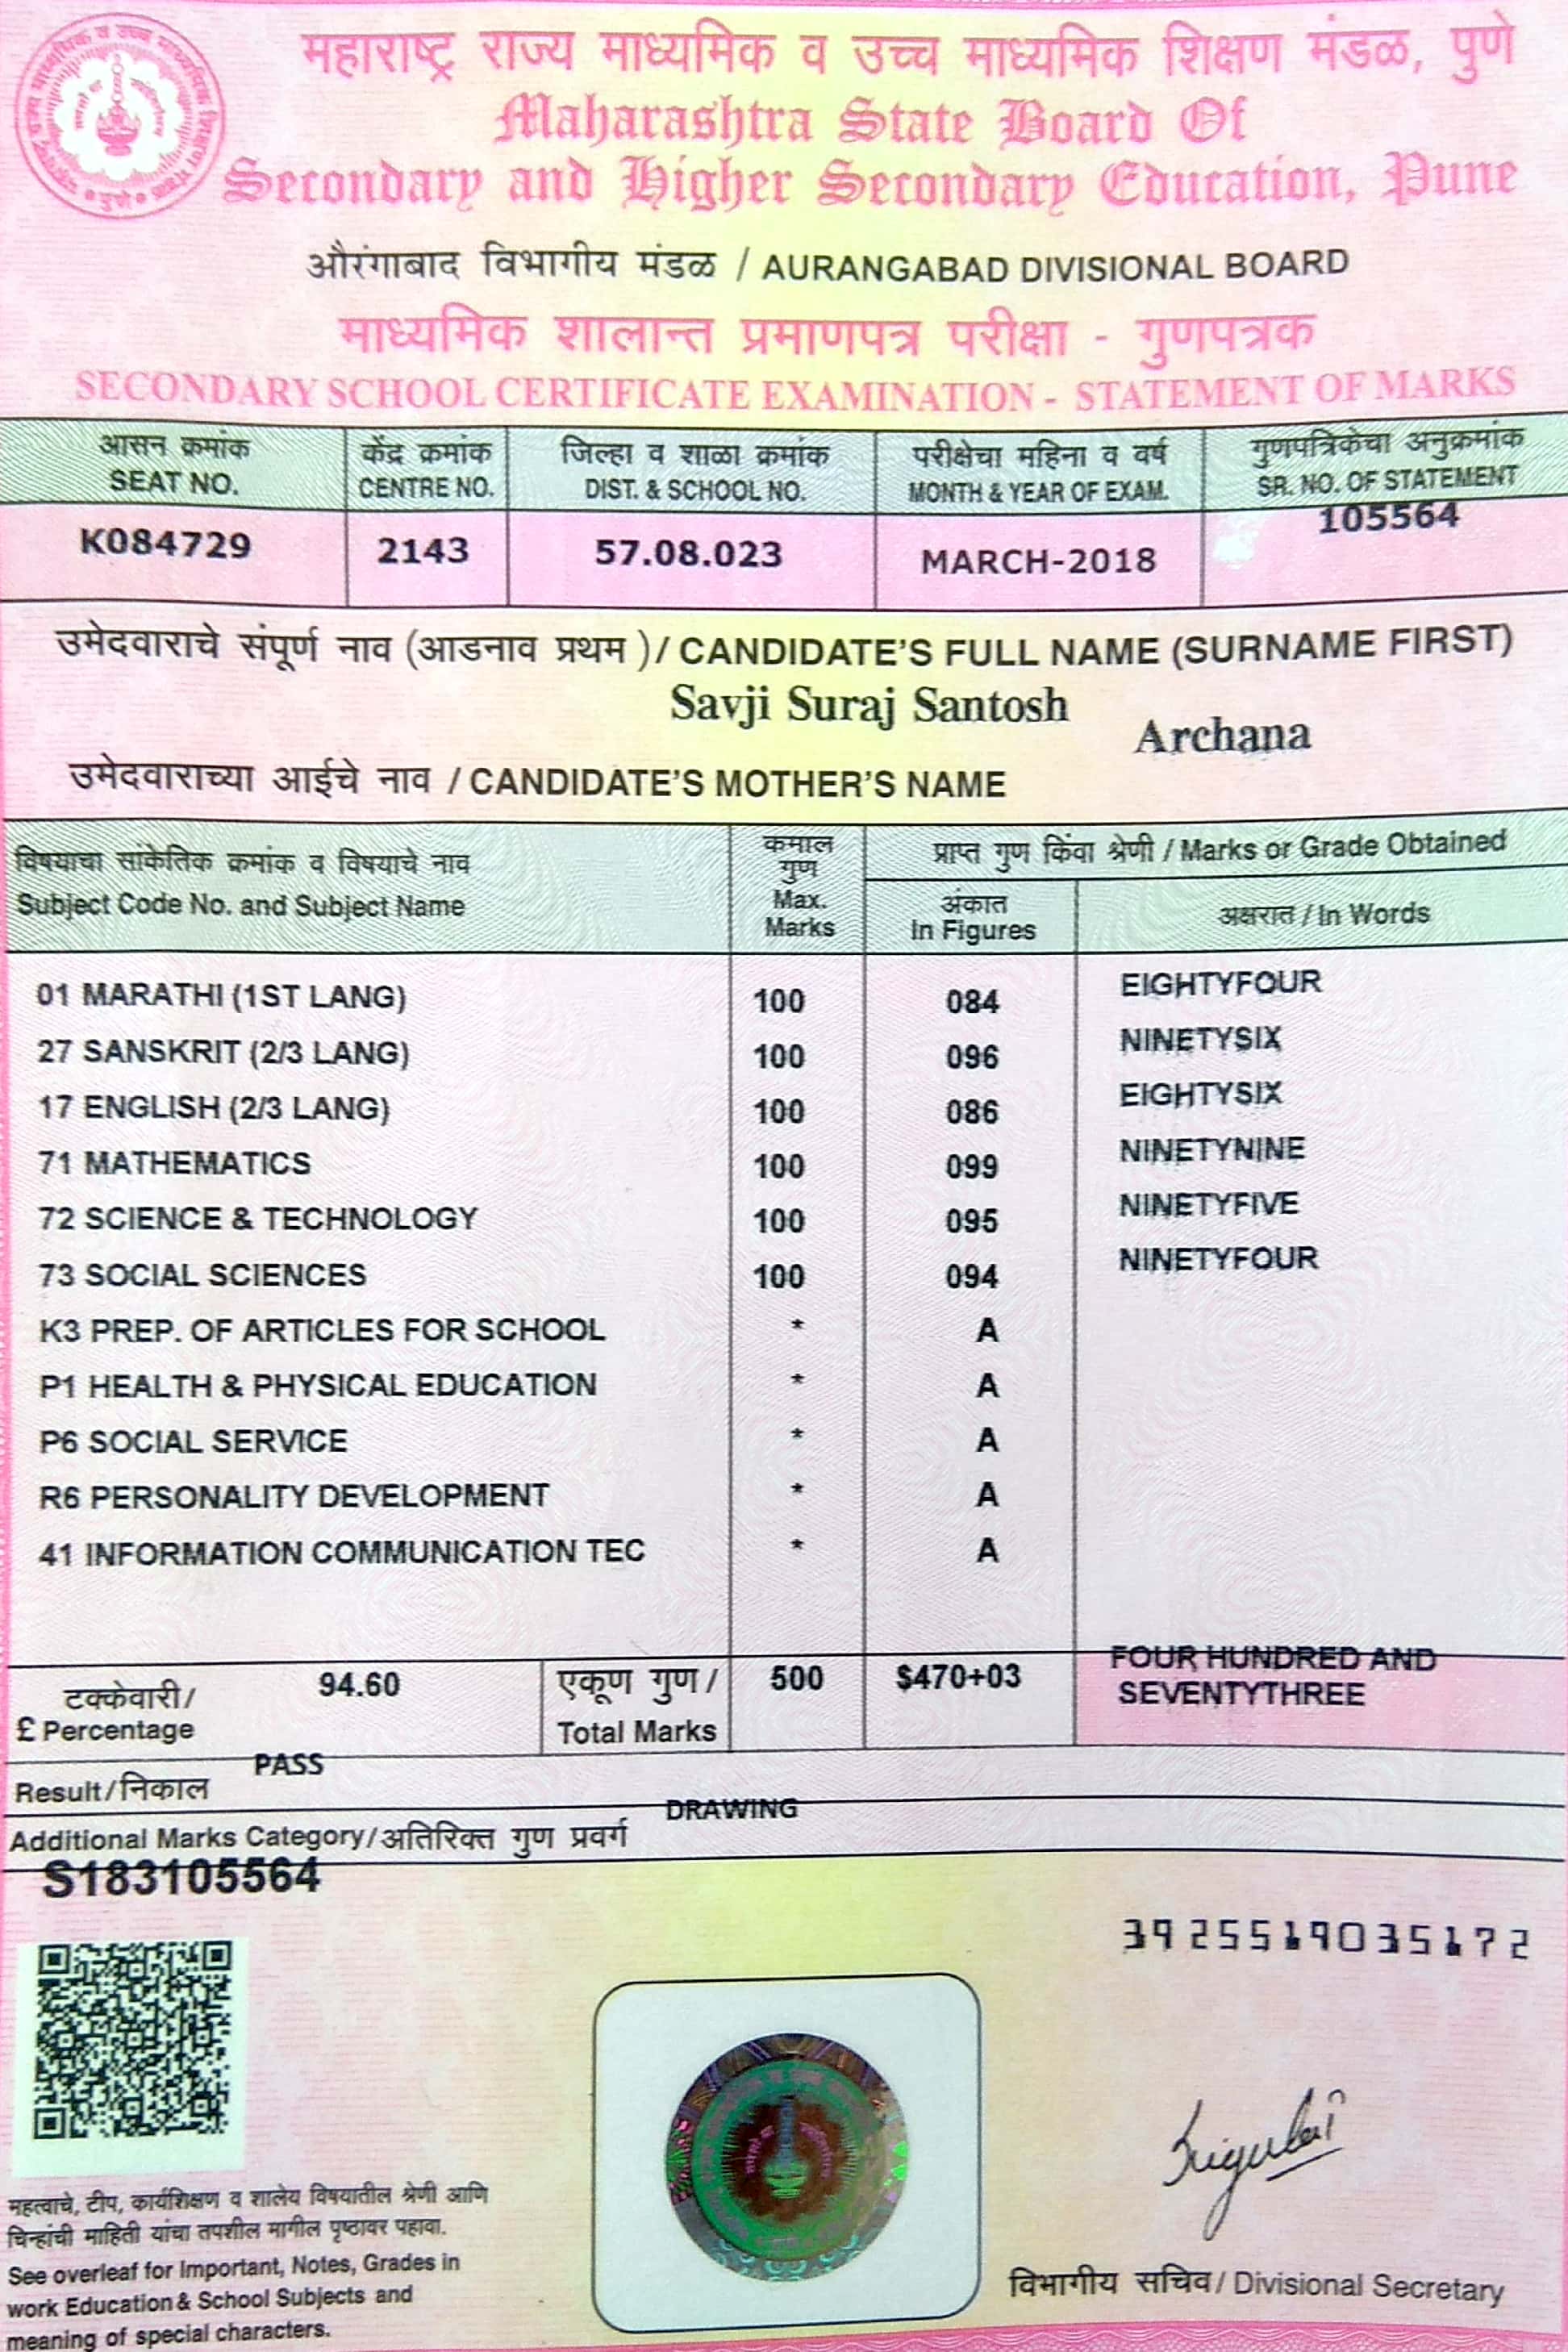 महाराष्ट्र राज्य माध्यमिक व उच्च माध्यमिक शिक्षण मंडळ, पुणे
Maharashtra State Board Of
Secondary and Higher Secondary Education, Pune
औरंगाबाद विभागीय मंडळ / AURANGABAD DIVISIONAL BOARD
माध्यमिक शालान्त प्रमाणपत्र परीक्षा - गुणपत्रक
SECONDARY SCHOOL CERTIFICATE EXAMINATION - STATEMENT OF MARKS
आसन क्रमांक केंद्र क्रमांक जिल्हा व शाळा क्रमांक परीक्षेचा महिना व वर्ष गुणपत्रिकेचा अनुक्रमांक
SEAT NO. CENTRE NO. DIST. & SCHOOL NO. MONTH & YEAR OF EXAM. SR. NO. OF STATEMENT
K084729 2143 57.08.023 MARCH-2018 105564
उमेदवाराचे संपूर्ण नाव (आडनाव प्रथम )/ CANDIDATE'S FULL NAME (SURNAME FIRST)
Savji Suraj Santosh
Archana
उमेदवाराच्या आईचे नाव / CANDIDATE'S MOTHER'S NAME
विषयाचा सांकेतिक क्रमांक व विषयाचे नाव
Subject Code No. and Subject Name
कमाल
गुण
Max.
Marks
प्राप्त गुण किंवा श्रेणी / Marks or Grade Obtained
अंकात
In Figures
अक्षरात / In Words
01 MARATHI (1ST LANG) 100 084 EIGHTYFOUR
27 SANSKRIT (2/3 LANG) 100 096 NINETYSIX
17 ENGLISH (2/3 LANG) 100 086 EIGHTYSIX
71 MATHEMATICS 100 099 NINETYNINE
72 SCIENCE & TECHNOLOGY 100 095 NINETYFIVE
73 SOCIAL SCIENCES 100 094 NINETYFOUR
K3 PREP. OF ARTICLES FOR SCHOOL * A
P1 HEALTH & PHYSICAL EDUCATION * A
P6 SOCIAL SERVICE * A
R6 PERSONALITY DEVELOPMENT * A
41 INFORMATION COMMUNICATION TEC * A
टक्केवारी/ 94.60 एकूण गुण / 500 $470+03 FOUR HUNDRED AND
£ Percentage Total Marks SEVENTYTHREE
PASS
Result/निकाल
DRAWING
Additional Marks Category/अतिरिक्त गुण प्रवर्ग
S183105564
3925519035172
महत्वाचे, टीप, कार्यशिक्षण व शालेय विषयातील श्रेणी आणि
चिन्हांची माहिती यांचा तपशील मागील पृष्ठावर पहावा.
See overleaf for Important, Notes, Grades in
work Education & School Subjects and
meaning of special characters.
विभागीय सचिव/ Divisional Secretary